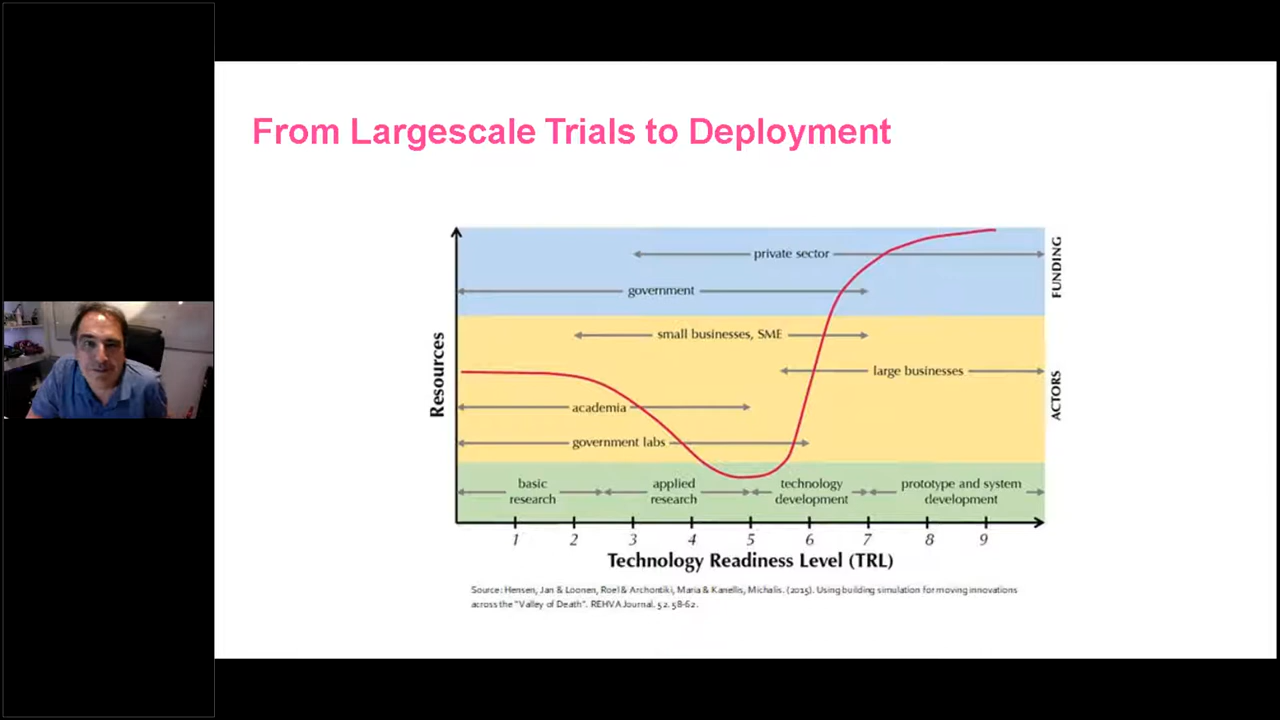 From Largescale Trials to Deployment
private sector
government
small businesses, SME
large businesses
academia
government labs
basic
research
applied
research
technology
development
prototype and system
development
Resources
FUNDING
ACTORS
1 2 3 4 5 6 7 8 9
Technology Readiness Level (TRL)
Source: Hensen, Jan & Loonen, Roel & Archontiki, Maria & Kanellis, Michalis. (2015). Using building simulation for moving innovations
across the "Valley of Death". REHVA Journal. 52. 58-62.